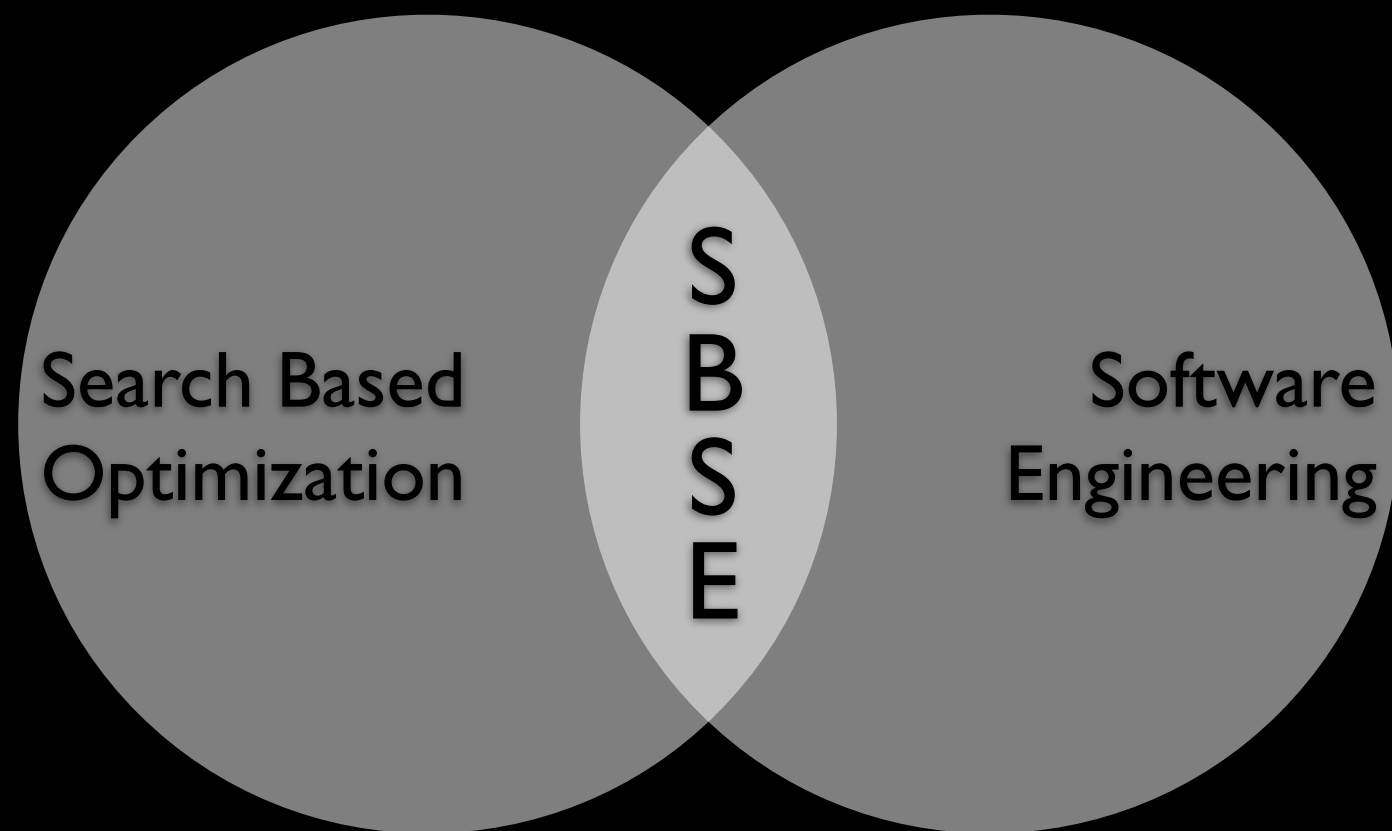 Search Based
Optimization
S
B
S
E
Software
Engineering